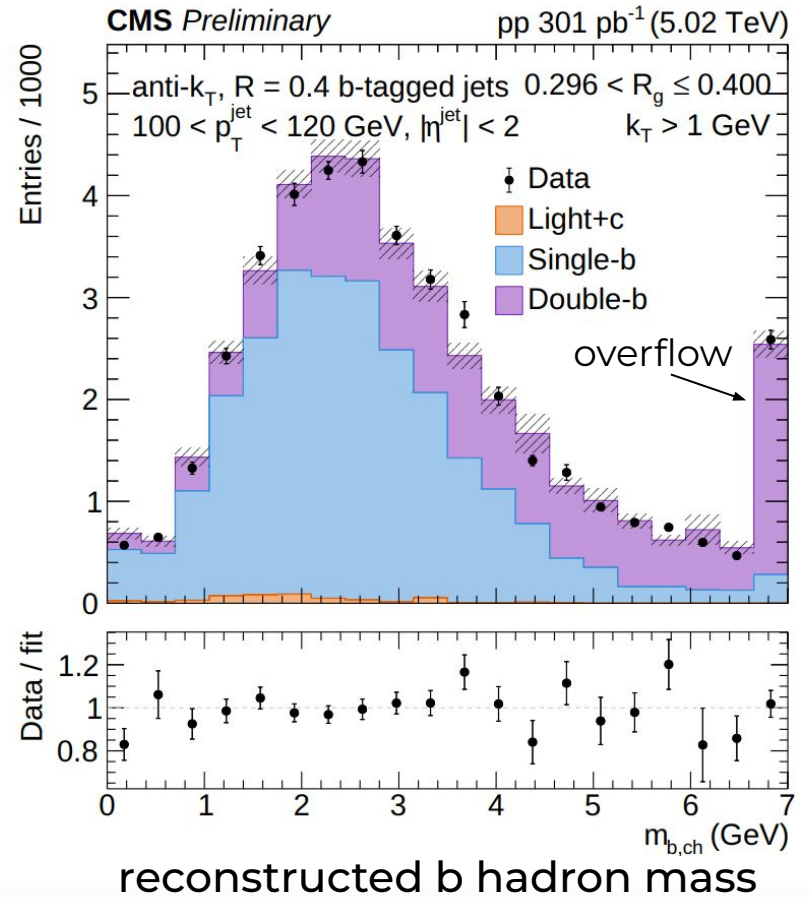 CMS Preliminary pp 301 pb⁻¹ (5.02 TeV)
Entries / 1000
anti-k_T, R = 0.4 b-tagged jets 0.296 < R_g ≤ 0.400
100 < p_T^jet < 120 GeV, |η^jet| < 2 k_T > 1 GeV
Data
Light+c
Single-b
Double-b
overflow
5
4
3
2
1
0
Data / fit
1.2
1
0.8
0 1 2 3 4 5 6 7
m_b,ch (GeV)
reconstructed b hadron mass